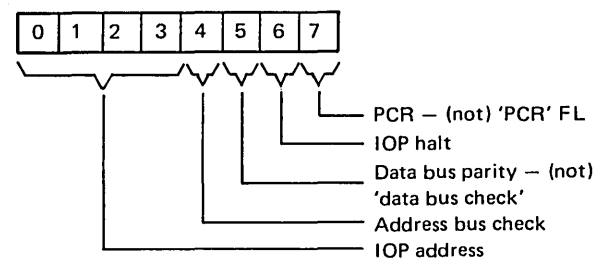 0 1 2 3 4 5 6 7
PCR — (not) 'PCR' FL
IOP halt
Data bus parity — (not)
'data bus check'
Address bus check
IOP address